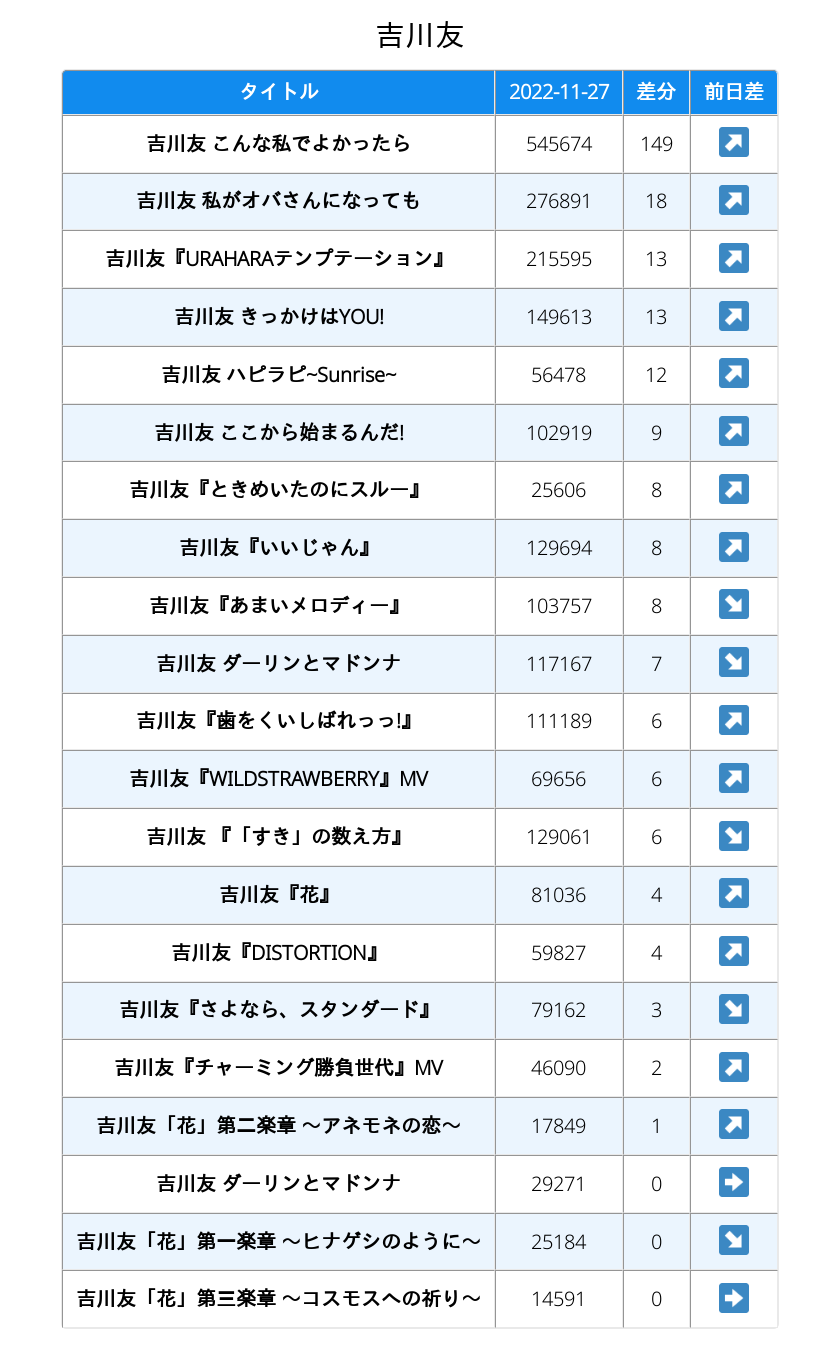 吉川友
タイトル 2022-11-27 差分 前日差
吉川友 こんな私でよかったら 545674 149 ↗
吉川友 私がオバさんになっても 276891 18 ↗
吉川友『URAHARAテンプテーション』 215595 13 ↗
吉川友 きっかけはYOU! 149613 13 ↗
吉川友 ハピラピ~Sunrise~ 56478 12 ↗
吉川友 ここから始まるんだ! 102919 9 ↗
吉川友『ときめいたのにスルー』 25606 8 ↗
吉川友『いいじゃん』 129694 8 ↗
吉川友『あまいメロディー』 103757 8 ↘
吉川友 ダーリンとマドンナ 117167 7 ↘
吉川友『歯をくいしばれっっ!』 111189 6 ↗
吉川友『WILDSTRAWBERRY』MV 69656 6 ↗
吉川友 『「すき」の数え方』 129061 6 ↘
吉川友『花』 81036 4 ↗
吉川友『DISTORTION』 59827 4 ↗
吉川友『さよなら、スタンダード』 79162 3 ↘
吉川友『チャーミング勝負世代』MV 46090 2 ↗
吉川友「花」第二楽章 ～アネモネの恋～ 17849 1 ↗
吉川友 ダーリンとマドンナ 29271 0 →
吉川友「花」第一楽章 ～ヒナゲシのように～ 25184 0 ↘
吉川友「花」第三楽章 ～コスモスへの祈り～ 14591 0 →